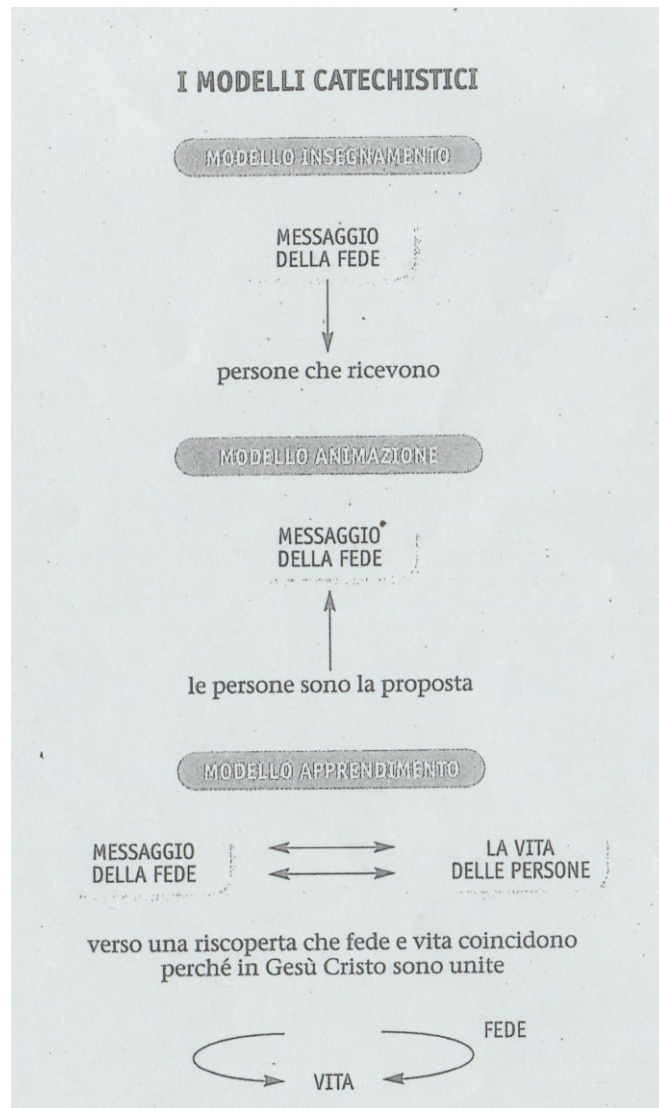 I MODELLI CATECHISTICI
MODELLO INSEGNAMENTO
MESSAGGIO
DELLA FEDE
persone che ricevono
MODELLO ANIMAZIONE
MESSAGGIO
DELLA FEDE
le persone sono la proposta
MODELLO APPRENDIMENTO
MESSAGGIO
DELLA FEDE
LA VITA
DELLE PERSONE
verso una riscoperta che fede e vita coincidono
perché in Gesù Cristo sono unite
FEDE
VITA